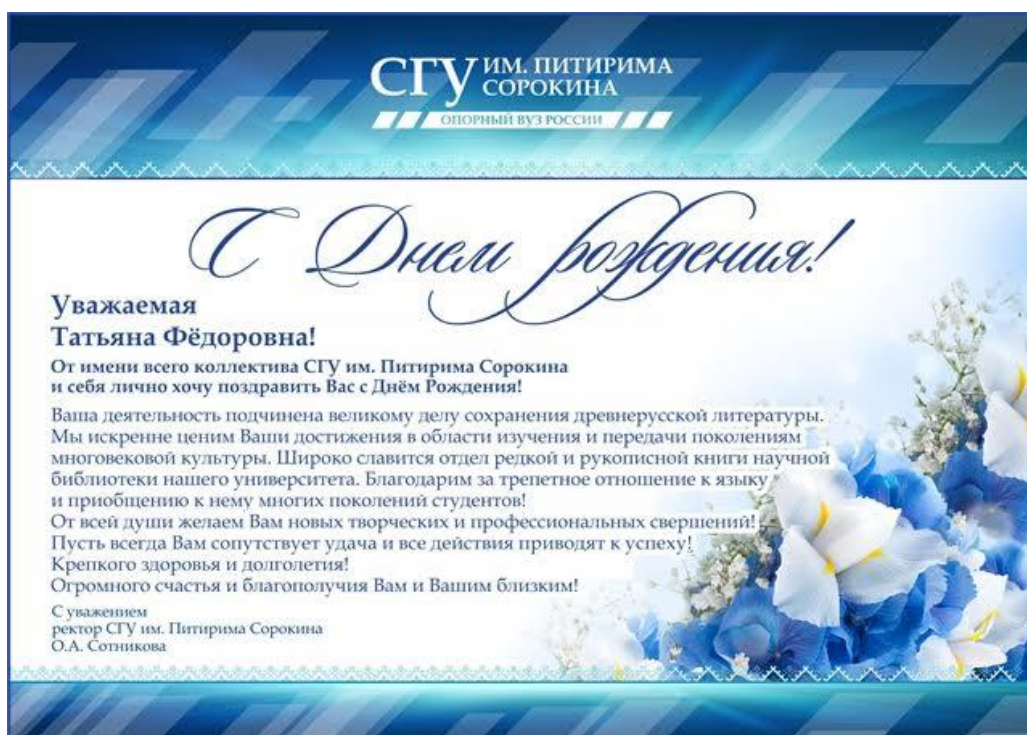 СГУ ИМ. ПИТИРИМА
СОРОКИНА
ОПОРНЫЙ ВУЗ РОССИИ
С Днем рождения!
Уважаемая
Татьяна Фёдоровна!
От имени всего коллектива СГУ им. Питирима Сорокина
и себя лично хочу поздравить Вас с Днём Рождения!
Ваша деятельность подчинена великому делу сохранения древнерусской литературы.
Мы искренне ценим Ваши достижения в области изучения и передачи поколениям
многовековой культуры. Широко славится отдел редкой и рукописной книги научной
библиотеки нашего университета. Благодарим за трепетное отношение к языку
и приобщению к нему многих поколений студентов!
От всей души желаем Вам новых творческих и профессиональных свершений!
Пусть всегда Вам сопутствует удача и все действия приводят к успеху!
Крепкого здоровья и долголетия!
Огромного счастья и благополучия Вам и Вашим близким!
С уважением
ректор СГУ им. Питирима Сорокина
О.А. Сотникова